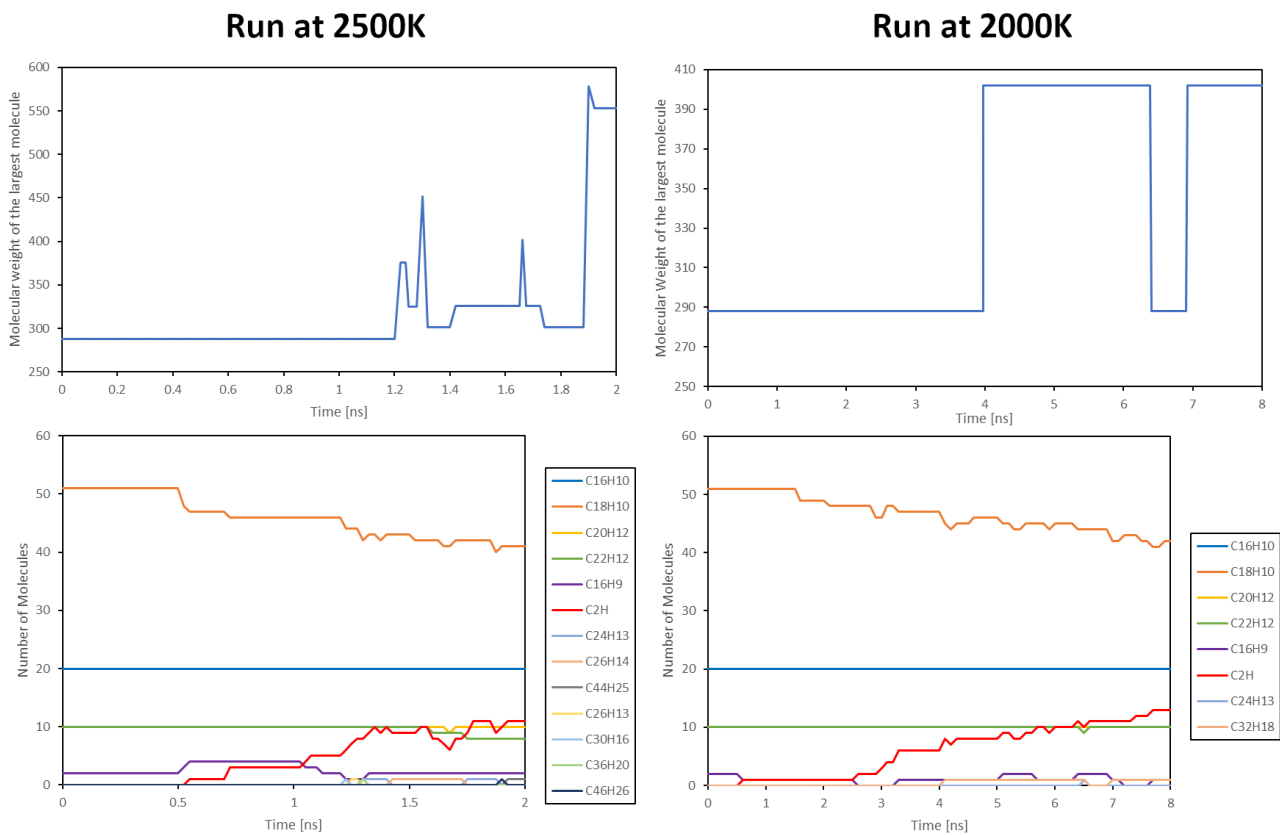 Run at 2500K
Run at 2000K
Molecular weight of the largest molecule
600
550
500
450
400
350
300
250
0 0.2 0.4 0.6 0.8 1 1.2 1.4 1.6 1.8 2
Time [ns]
Molecular Weight of the largest molecule
410
390
370
350
330
310
290
270
250
0 1 2 3 4 5 6 7 8
Time [ns]
Number of Molecules
60
50
40
30
20
10
0
0 0.5 1 1.5 2
Time [ns]
C16H10
C18H10
C20H12
C22H12
C16H9
C2H
C24H13
C26H14
C44H25
C26H13
C30H16
C36H20
C46H26
Number of Molecules
60
50
40
30
20
10
0
0 1 2 3 4 5 6 7 8
Time [ns]
C16H10
C18H10
C20H12
C22H12
C16H9
C2H
C24H13
C32H18